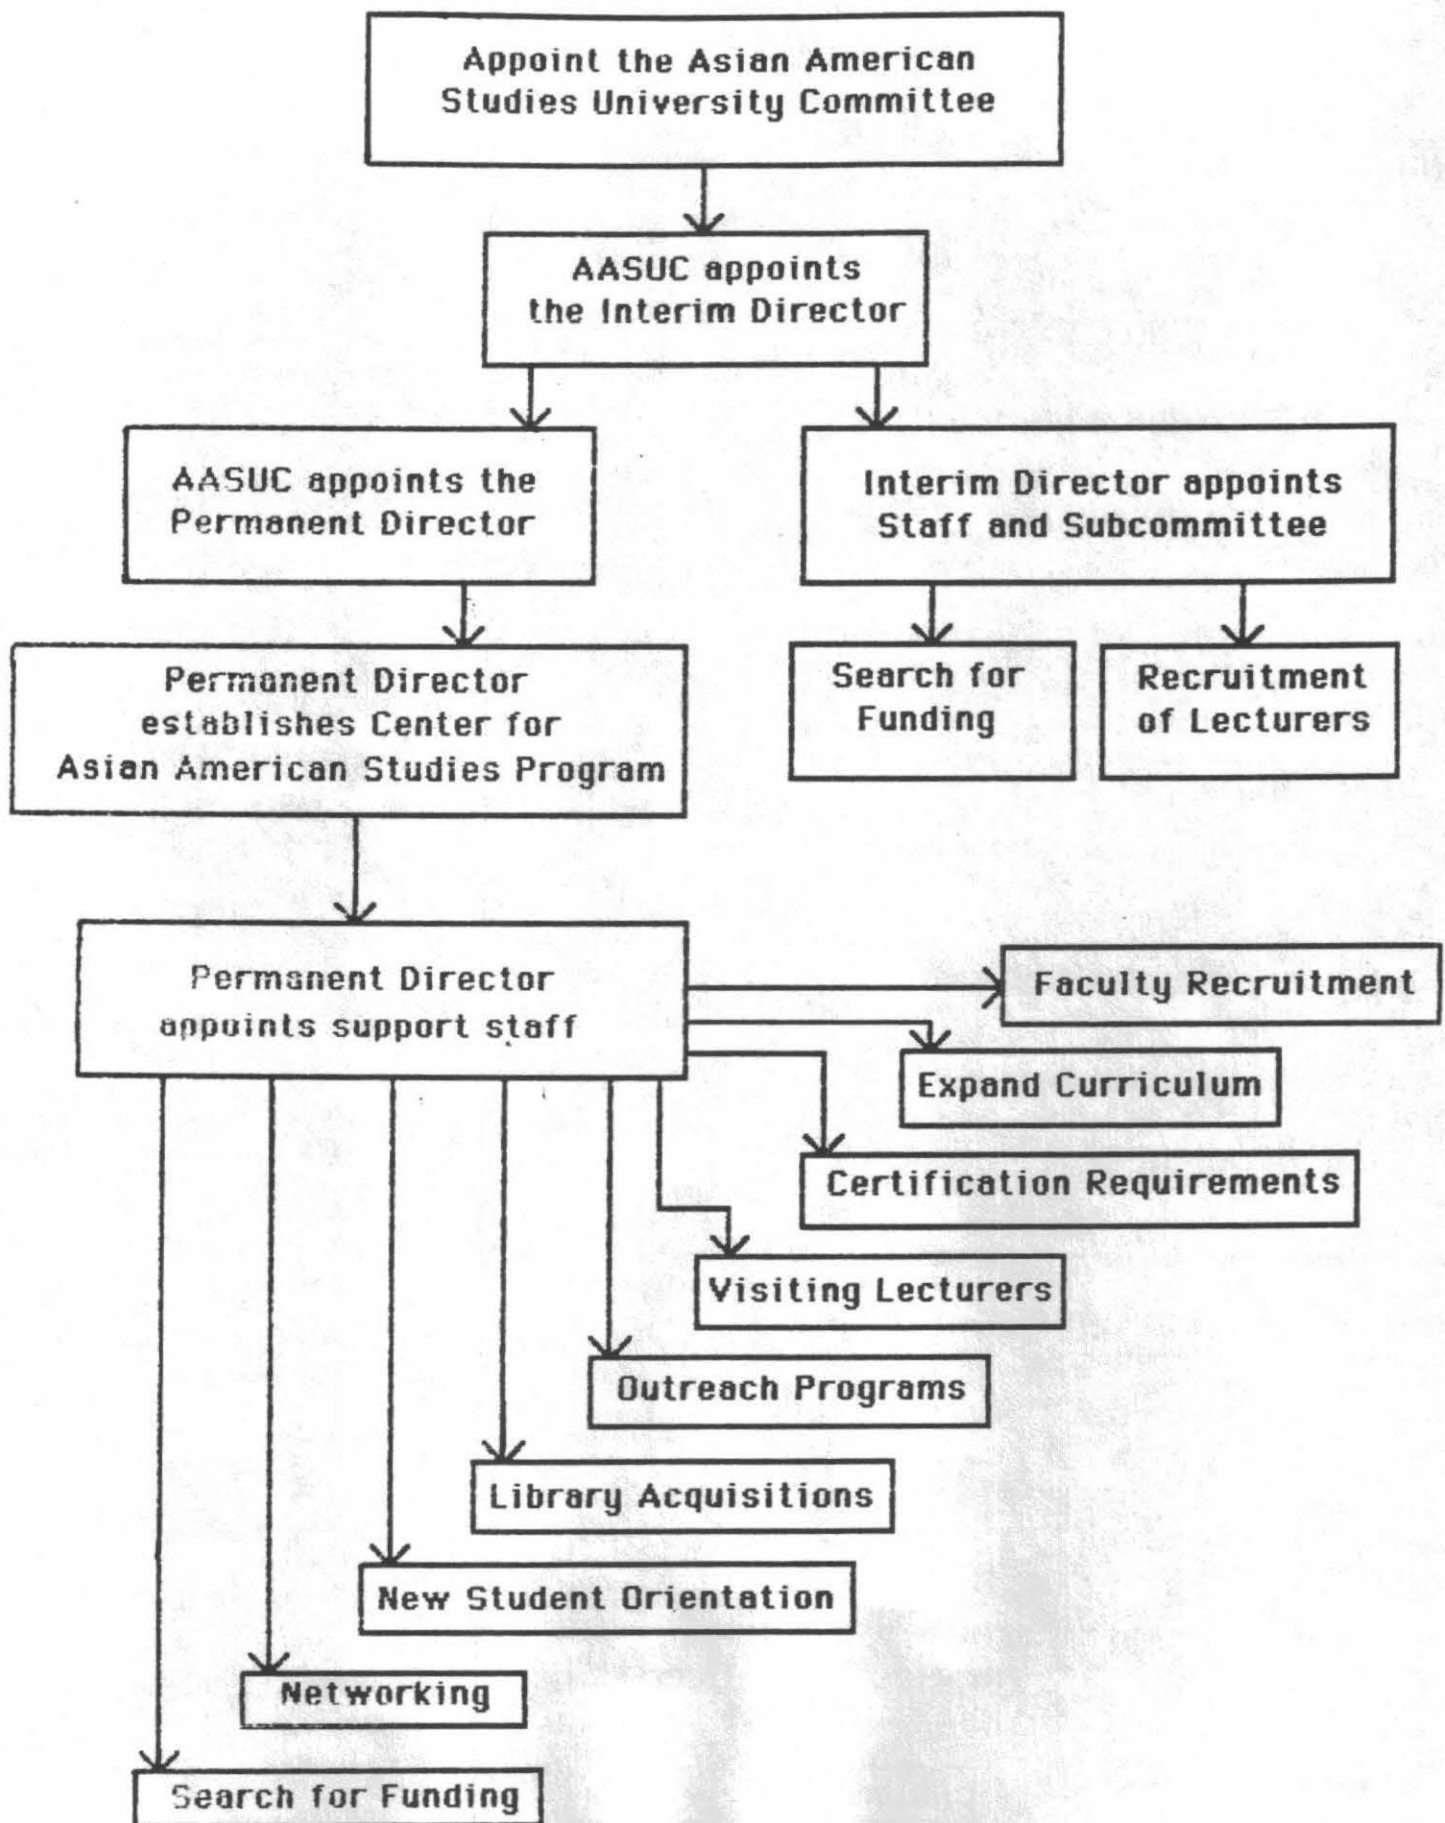 Appoint the Asian American
Studies University Committee
AASUC appoints
the Interim Director
AASUC appoints the
Permanent Director
Interim Director appoints
Staff and Subcommittee
Permanent Director
establishes Center for
Asian American Studies Program
Search for
Funding
Recruitment
of Lecturers
Permanent Director
appoints support staff
Faculty Recruitment
Expand Curriculum
Certification Requirements
Visiting Lecturers
Outreach Programs
Library Acquisitions
New Student Orientation
Networking
Search for Funding